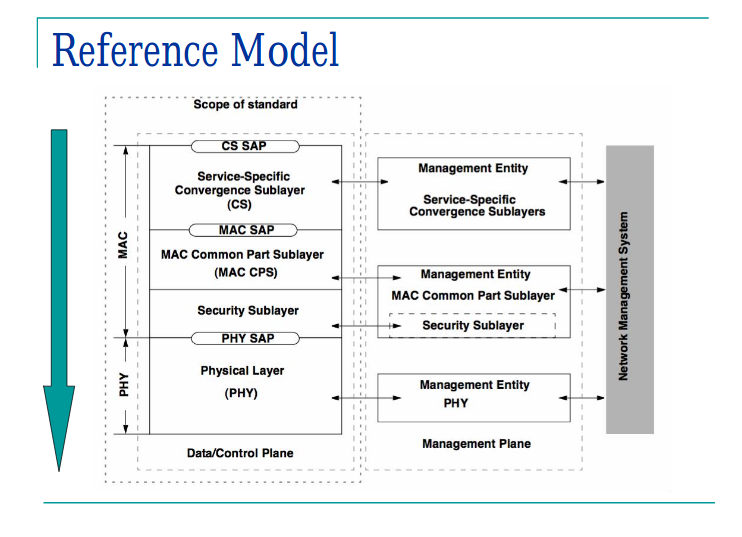 Reference Model
Scope of standard
CS SAP
Service-Specific
Convergence Sublayer
(CS)
MAC SAP
MAC Common Part Sublayer
(MAC CPS)
Security Sublayer
PHY SAP
Physical Layer
(PHY)
Data/Control Plane
MAC
PHY
Management Entity
Service-Specific
Convergence Sublayers
Management Entity
MAC Common Part Sublayer
Security Sublayer
Management Entity
PHY
Management Plane
Network Management System